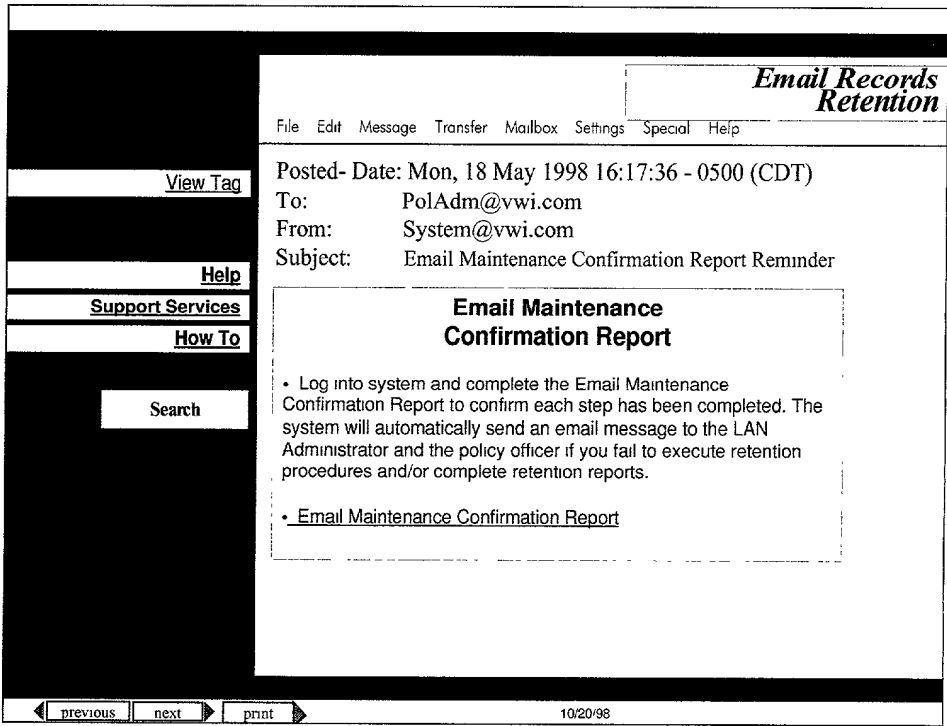 Email Records
Retention
File Edit Message Transfer Mailbox Settings Special Help
View Tag
Help
Support Services
How To
Search
Posted- Date: Mon, 18 May 1998 16:17:36 - 0500 (CDT)
To: PolAdm@vwi.com
From: System@vwi.com
Subject: Email Maintenance Confirmation Report Reminder
Email Maintenance
Confirmation Report
• Log into system and complete the Email Maintenance
Confirmation Report to confirm each step has been completed. The
system will automatically send an email message to the LAN
Administrator and the policy officer if you fail to execute retention
procedures and/or complete retention reports.
• Email Maintenance Confirmation Report
previous next print 10/20/98